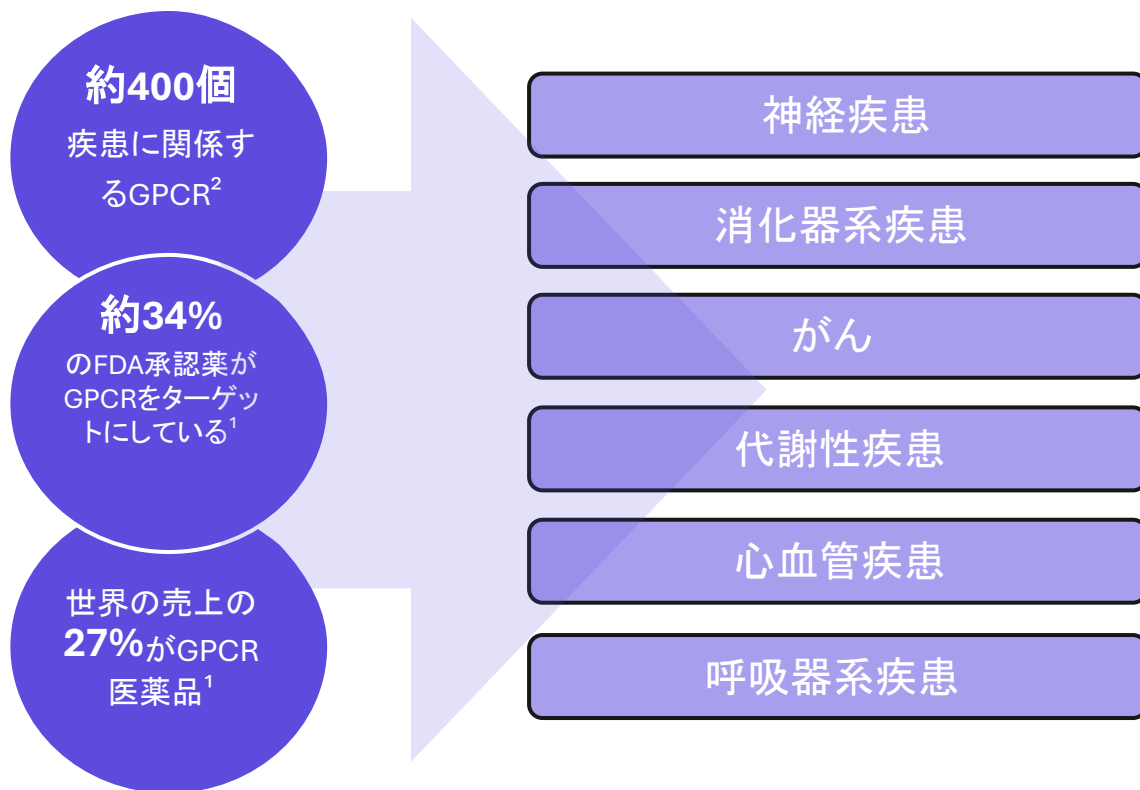 約400個
疾患に関係す
るGPCR²
約34%
のFDA承認薬が
GPCRをターゲッ
トにしている¹
世界の売上の
27%がGPCR
医薬品¹
神経疾患
消化器系疾患
がん
代謝性疾患
心血管疾患
呼吸器系疾患